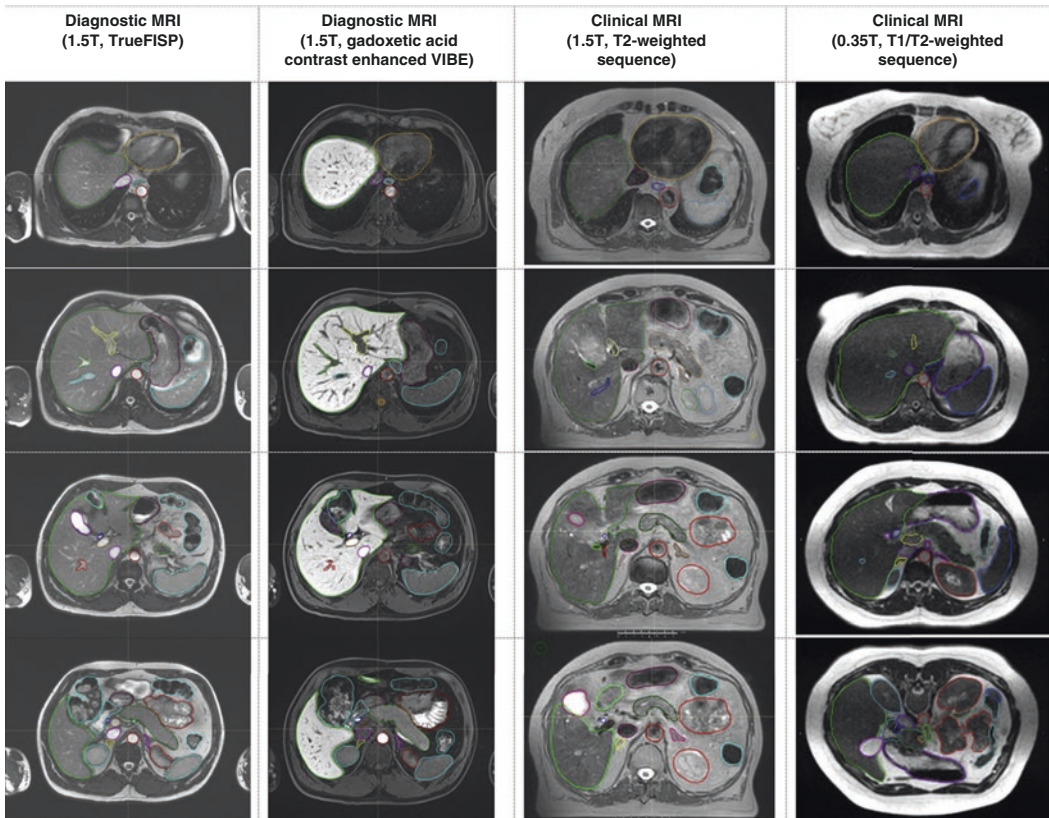 Diagnostic MRI
(1.5T, TrueFISP)
Diagnostic MRI
(1.5T, gadoxetic acid
contrast enhanced VIBE)
Clinical MRI
(1.5T, T2-weighted
sequence)
Clinical MRI
(0.35T, T1/T2-weighted
sequence)